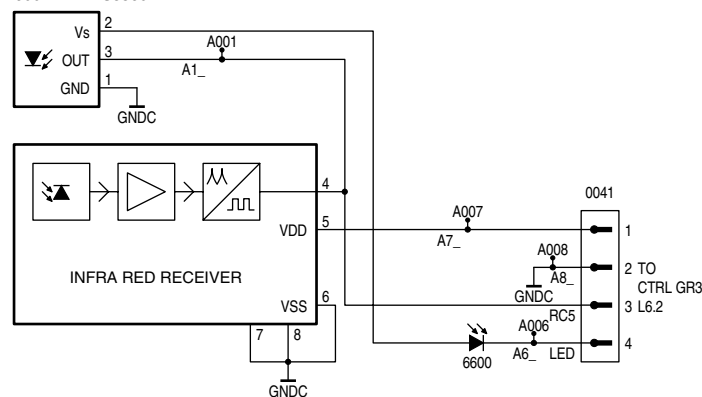 Vs 2
OUT 3
GND 1
A001
A1_
GNDC
4
VDD 5
INFRA RED RECEIVER
VSS 6
7 8
GNDC
0041
A007
A7_
1
A008
A8_
GNDC
2 TO
CTRL GR3
RC5
3 L6.2
A006
A6_
LED
4
6600